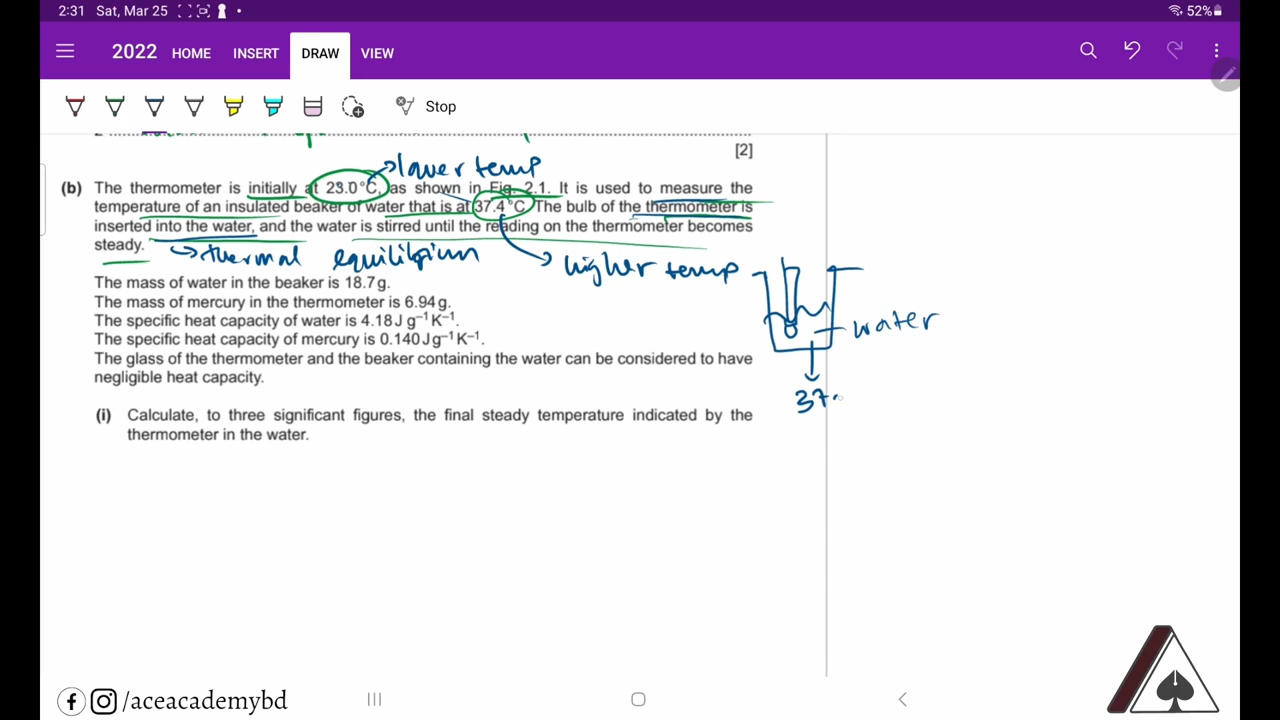 2:31 Sat, Mar 25 52%
2022 HOME INSERT DRAW VIEW
Stop
[2]
lower temp
(b) The thermometer is initially at 23.0°C, as shown in Fig. 2.1. It is used to measure the
temperature of an insulated beaker of water that is at 37.4°C. The bulb of the thermometer is
inserted into the water, and the water is stirred until the reading on the thermometer becomes
steady.
thermal equilibrium
higher temp
The mass of water in the beaker is 18.7g.
The mass of mercury in the thermometer is 6.94g.
The specific heat capacity of water is 4.18Jg⁻¹K⁻¹.
water
The specific heat capacity of mercury is 0.140Jg⁻¹K⁻¹.
The glass of the thermometer and the beaker containing the water can be considered to have
negligible heat capacity.
37.
(i) Calculate, to three significant figures, the final steady temperature indicated by the
thermometer in the water.
/aceacademybd